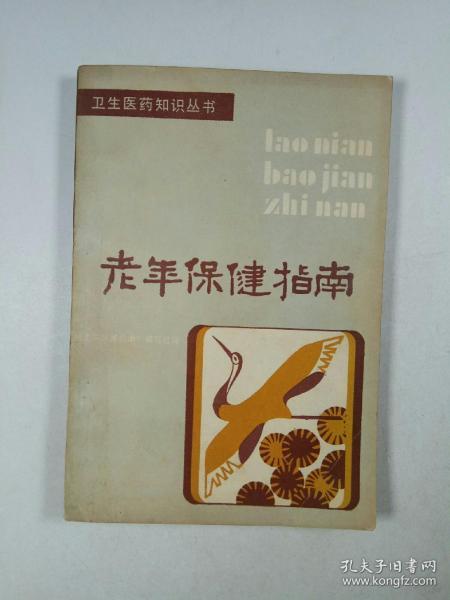 卫生医药知识丛书
lao nian
bao jian
zhi nan
老年保健指南
孔夫子旧书网
www.kongfz.com